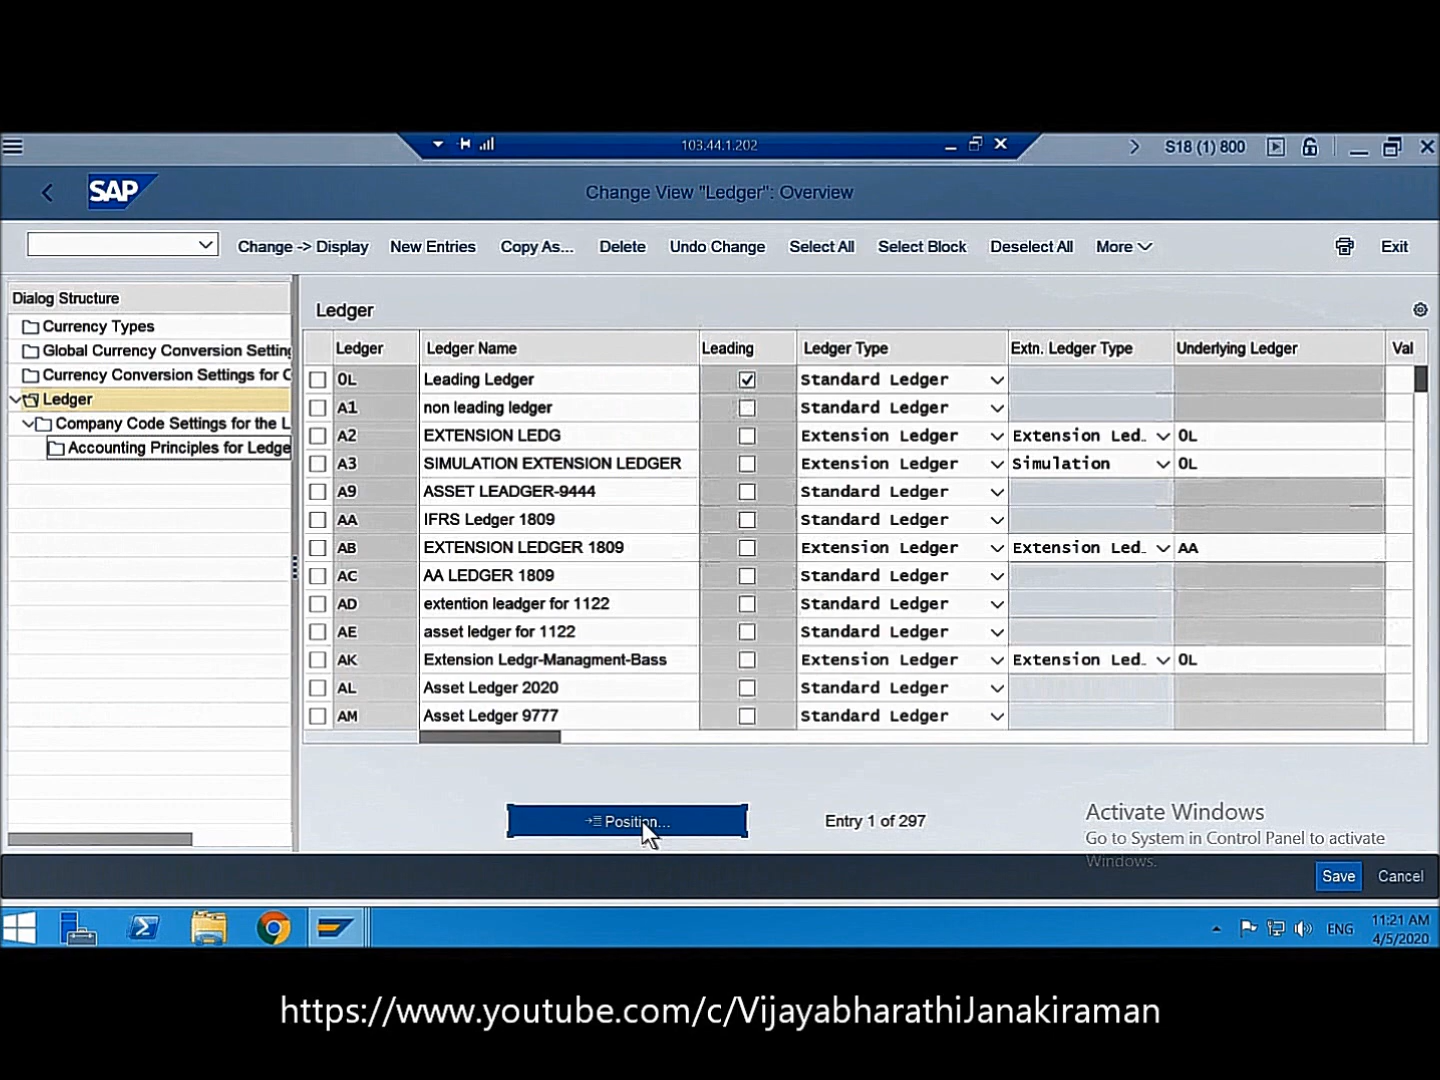 103.44.1.202
S18 (1) 800
SAP
Change View "Ledger": Overview
Change -> Display New Entries Copy As... Delete Undo Change Select All Select Block Deselect All More Exit
Dialog Structure
Currency Types
Global Currency Conversion Setting
Currency Conversion Settings for C
Ledger
Company Code Settings for the L
Accounting Principles for Ledge
Ledger
Ledger Ledger Name Leading Ledger Type Extn. Ledger Type Underlying Ledger Val
0L Leading Ledger Standard Ledger
A1 non leading ledger Standard Ledger
A2 EXTENSION LEDG Extension Ledger Extension Led… 0L
A3 SIMULATION EXTENSION LEDGER Extension Ledger Simulation 0L
A9 ASSET LEADGER-9444 Standard Ledger
AA IFRS Ledger 1809 Standard Ledger
AB EXTENSION LEDGER 1809 Extension Ledger Extension Led… AA
AC AA LEDGER 1809 Standard Ledger
AD extention leadger for 1122 Standard Ledger
AE asset ledger for 1122 Standard Ledger
AK Extension Ledgr-Managment-Bass Extension Ledger Extension Led… 0L
AL Asset Ledger 2020 Standard Ledger
AM Asset Ledger 9777 Standard Ledger
Position... Entry 1 of 297
Activate Windows
Go to System in Control Panel to activate
Windows.
Save Cancel
ENG
11:21 AM
4/5/2020
https://www.youtube.com/c/VijayabharathiJanakiraman